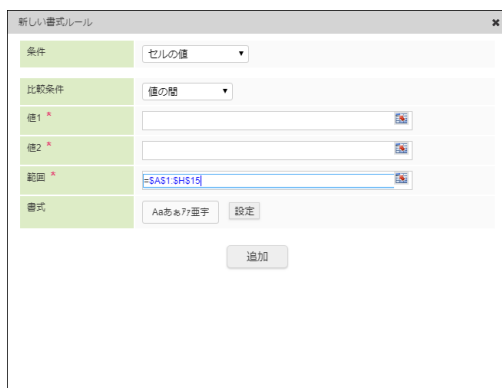 新しい書式ルール
条件 セルの値
比較条件 値の間
値1 *
値2 *
範囲 * =$A$1:$H$15
書式 Aaあぁアァ亜宇 設定
追加